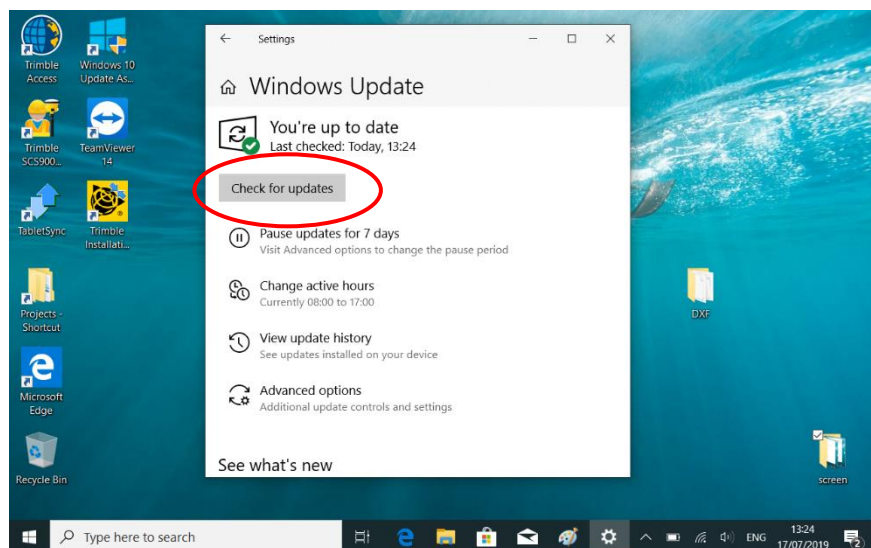 Trimble
Access
Windows 10
Update As...
Trimble
SCS900...
TeamViewer
14
TabletSync
Trimble
Installati...
Projects -
Shortcut
Microsoft
Edge
Recycle Bin
Settings
Windows Update
You're up to date
Last checked: Today, 13:24
Check for updates
Pause updates for 7 days
Visit Advanced options to change the pause period
Change active hours
Currently 08:00 to 17:00
View update history
See updates installed on your device
Advanced options
Additional update controls and settings
See what's new
DXF
screen
Type here to search
ENG
13:24
17/07/2019
2